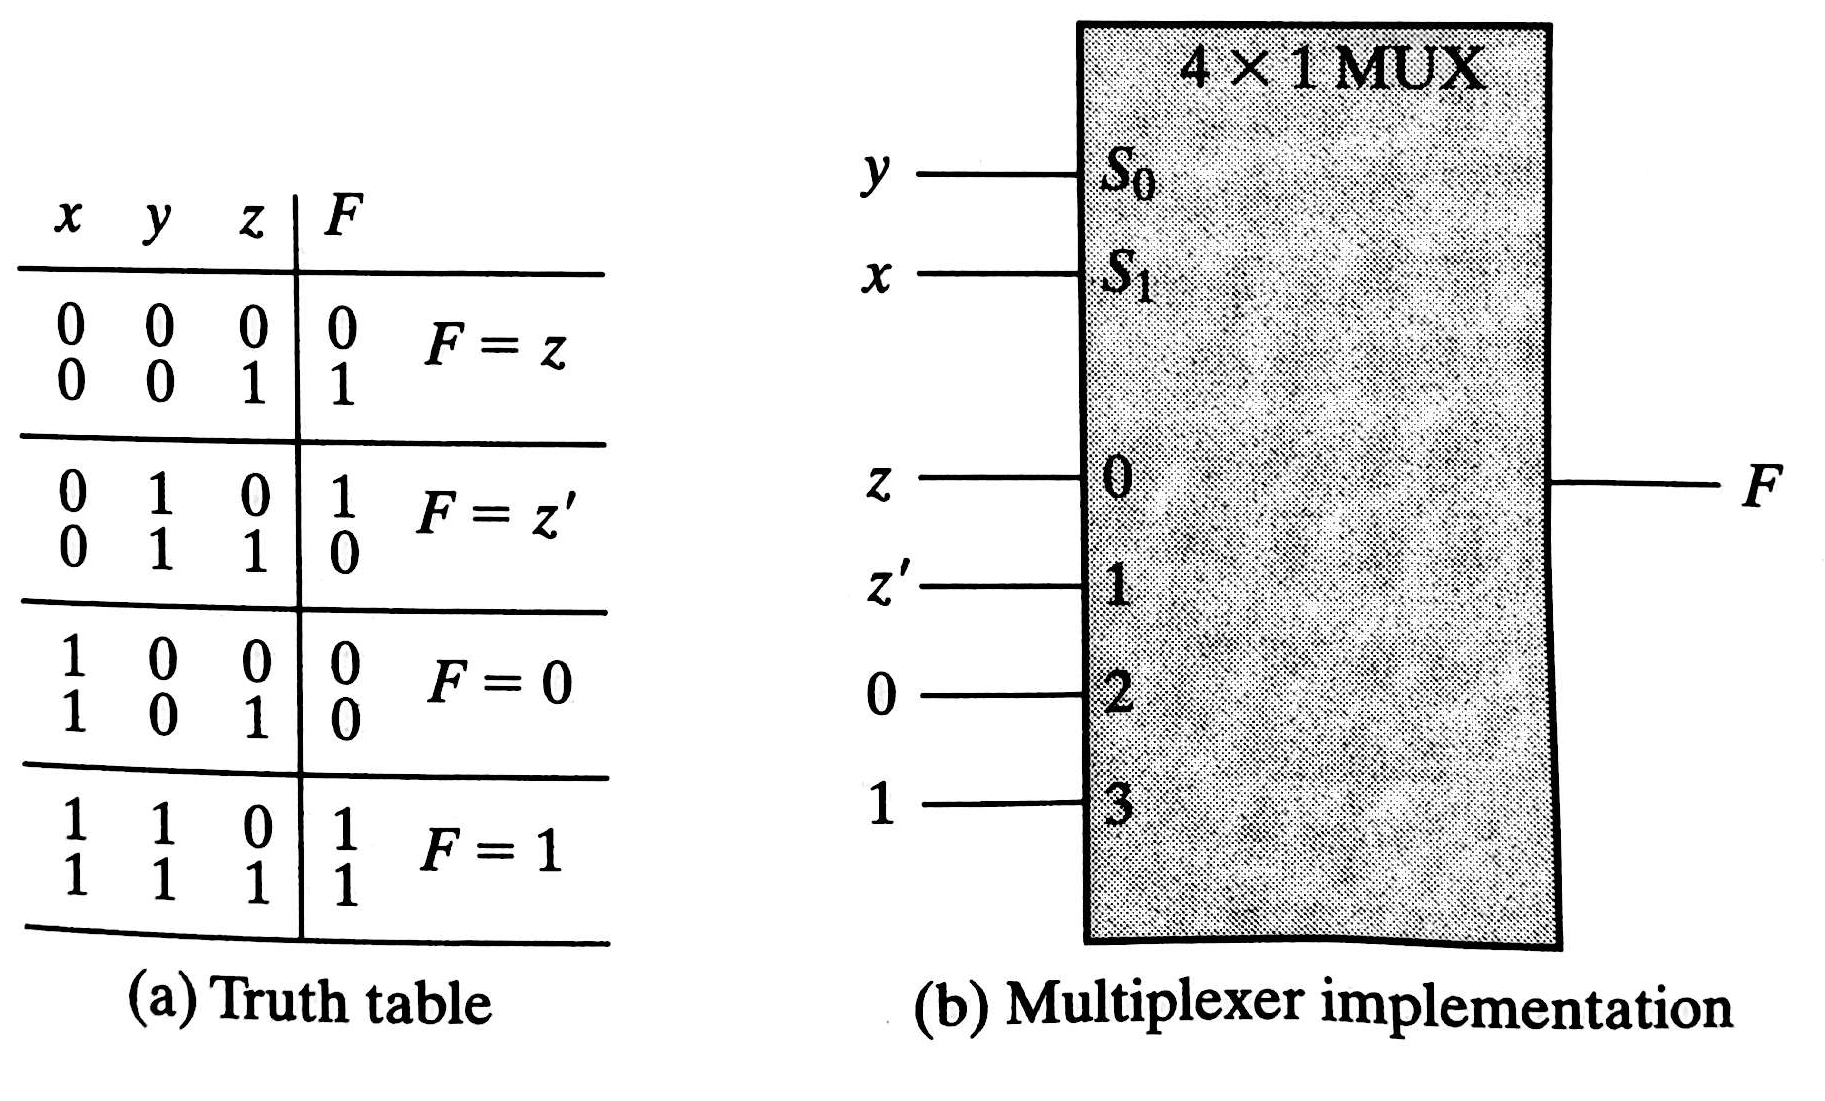 x y z F
0 0 0 0
0 0 1 1
F = z
0 1 0 1
0 1 1 0
F = z′
1 0 0 0
1 0 1 0
F = 0
1 1 0 1
1 1 1 1
F = 1
(a) Truth table
4 × 1 MUX
y S₀
x S₁
z 0
z′ 1
0 2
1 3
F
(b) Multiplexer implementation